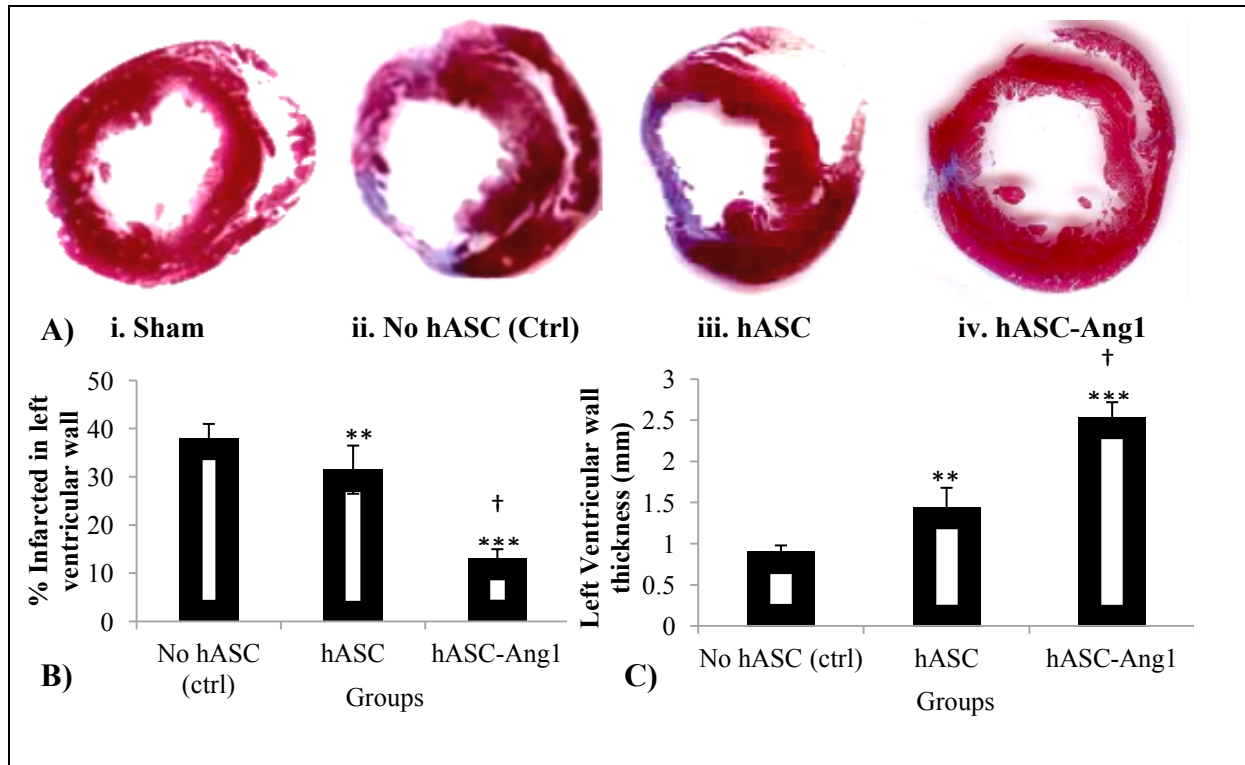 A)
i. Sham
ii. No hASC (Ctrl)
iii. hASC
iv. hASC-Ang1
% Infarcted in left
ventricular wall
50
40
30
20
10
0
**
†
***
No hASC
(ctrl)
hASC
hASC-Ang1
Groups
B)
Left Ventricular wall
thickness (mm)
3
2.5
2
1.5
1
0.5
0
**
†
***
No hASC (ctrl)
hASC
hASC-Ang1
Groups
C)